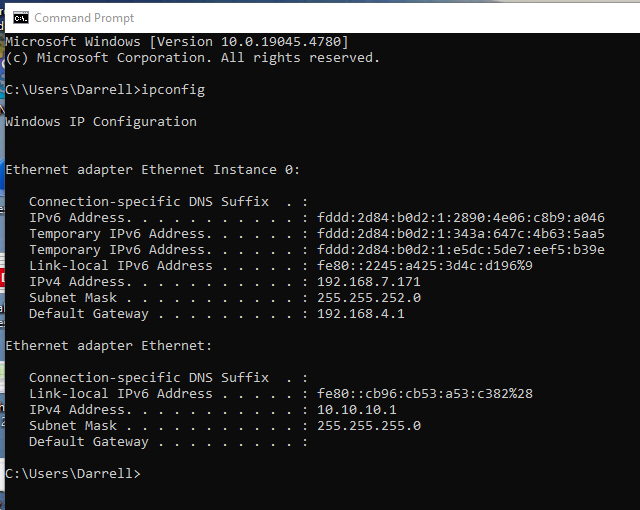 Command Prompt
Microsoft Windows [Version 10.0.19045.4780]
(c) Microsoft Corporation. All rights reserved.
C:\Users\Darrell>ipconfig
Windows IP Configuration
Ethernet adapter Ethernet Instance 0:
Connection-specific DNS Suffix  . :
IPv6 Address. . . . . . . . . . . : fddd:2d84:b0d2:1:2890:4e06:c8b9:a046
Temporary IPv6 Address. . . . . . : fddd:2d84:b0d2:1:343a:647c:4b63:5aa5
Temporary IPv6 Address. . . . . . : fddd:2d84:b0d2:1:e5dc:5de7:eef5:b39e
Link-local IPv6 Address . . . . . : fe80::2245:a425:3d4c:d196%9
IPv4 Address. . . . . . . . . . . : 192.168.7.171
Subnet Mask . . . . . . . . . . . : 255.255.252.0
Default Gateway . . . . . . . . . : 192.168.4.1
Ethernet adapter Ethernet:
Connection-specific DNS Suffix  . :
Link-local IPv6 Address . . . . . : fe80::cb96:cb53:a53:c382%28
IPv4 Address. . . . . . . . . . . : 10.10.10.1
Subnet Mask . . . . . . . . . . . : 255.255.255.0
Default Gateway . . . . . . . . . :
C:\Users\Darrell>